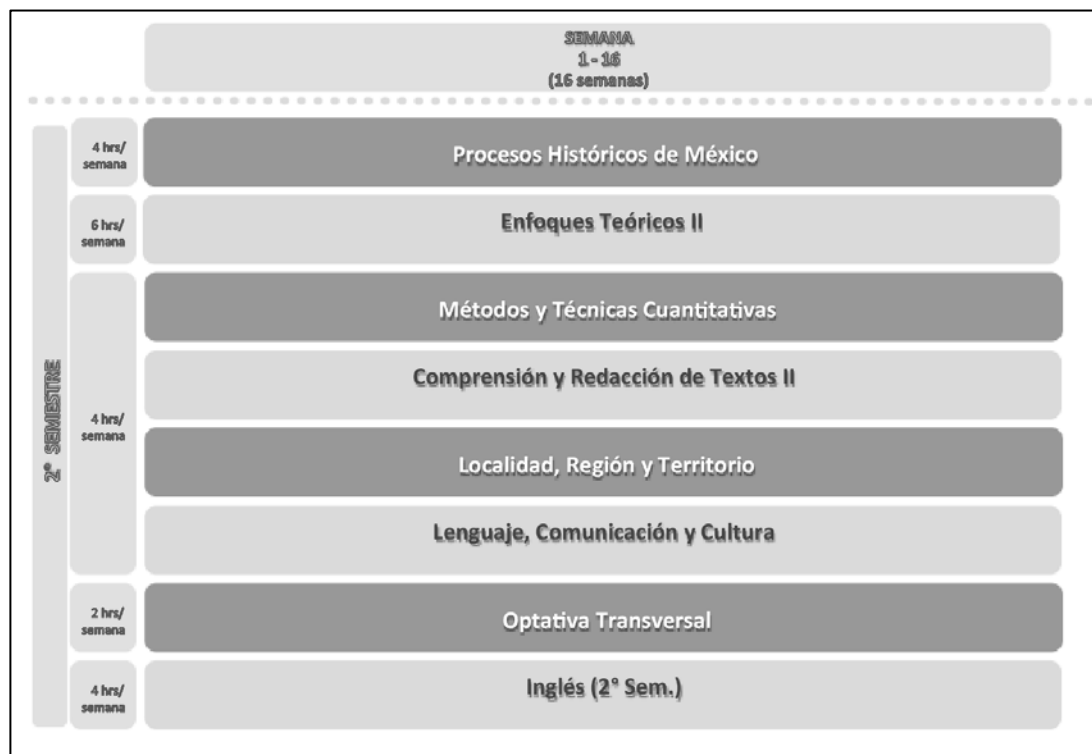 SEMANA
1 - 16
(16 semanas)
2° SEMESTRE
4 hrs/
semana
Procesos Históricos de México
6 hrs/
semana
Enfoques Teóricos II
4 hrs/
semana
Métodos y Técnicas Cuantitativas
Comprensión y Redacción de Textos II
Localidad, Región y Territorio
Lenguaje, Comunicación y Cultura
2 hrs/
semana
Optativa Transversal
4 hrs/
semana
Inglés (2° Sem.)